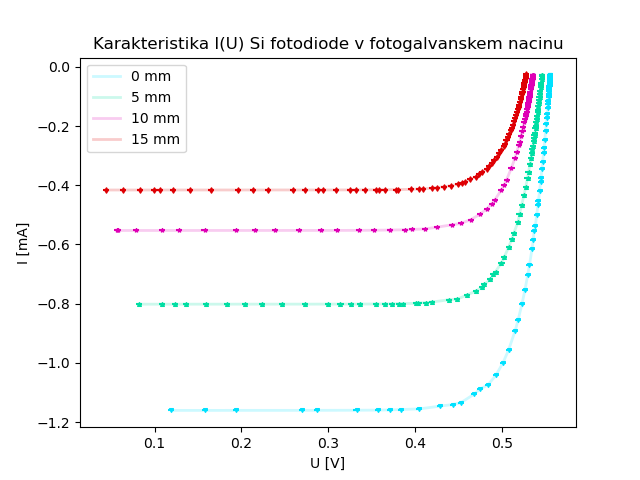 Karakteristika I(U) Si fotodiode v fotogalvanskem nacinu
0 mm
5 mm
10 mm
15 mm
I [mA]
0.0
−0.2
−0.4
−0.6
−0.8
−1.0
−1.2
0.1 0.2 0.3 0.4 0.5
U [V]